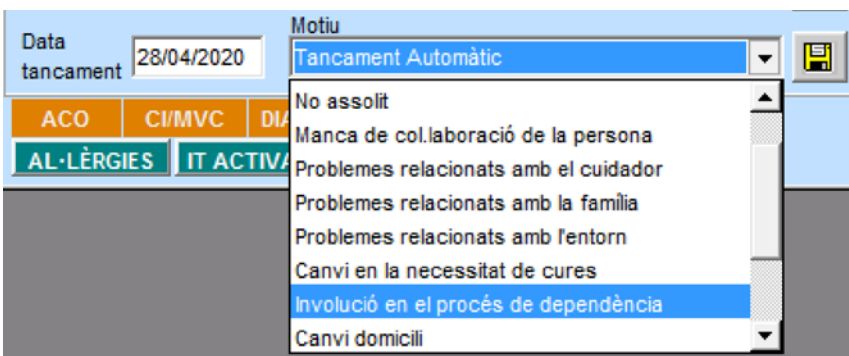 Motiu
Data
tancament
28/04/2020
Tancament Automàtic
No assolit
Manca de col.laboració de la persona
Problemes relacionats amb el cuidador
Problemes relacionats amb la família
Problemes relacionats amb l'entorn
Canvi en la necessitat de cures
Involució en el procés de dependència
Canvi domicili
ACO
CI/MVC
AL·LÈRGIES
IT ACTIVA